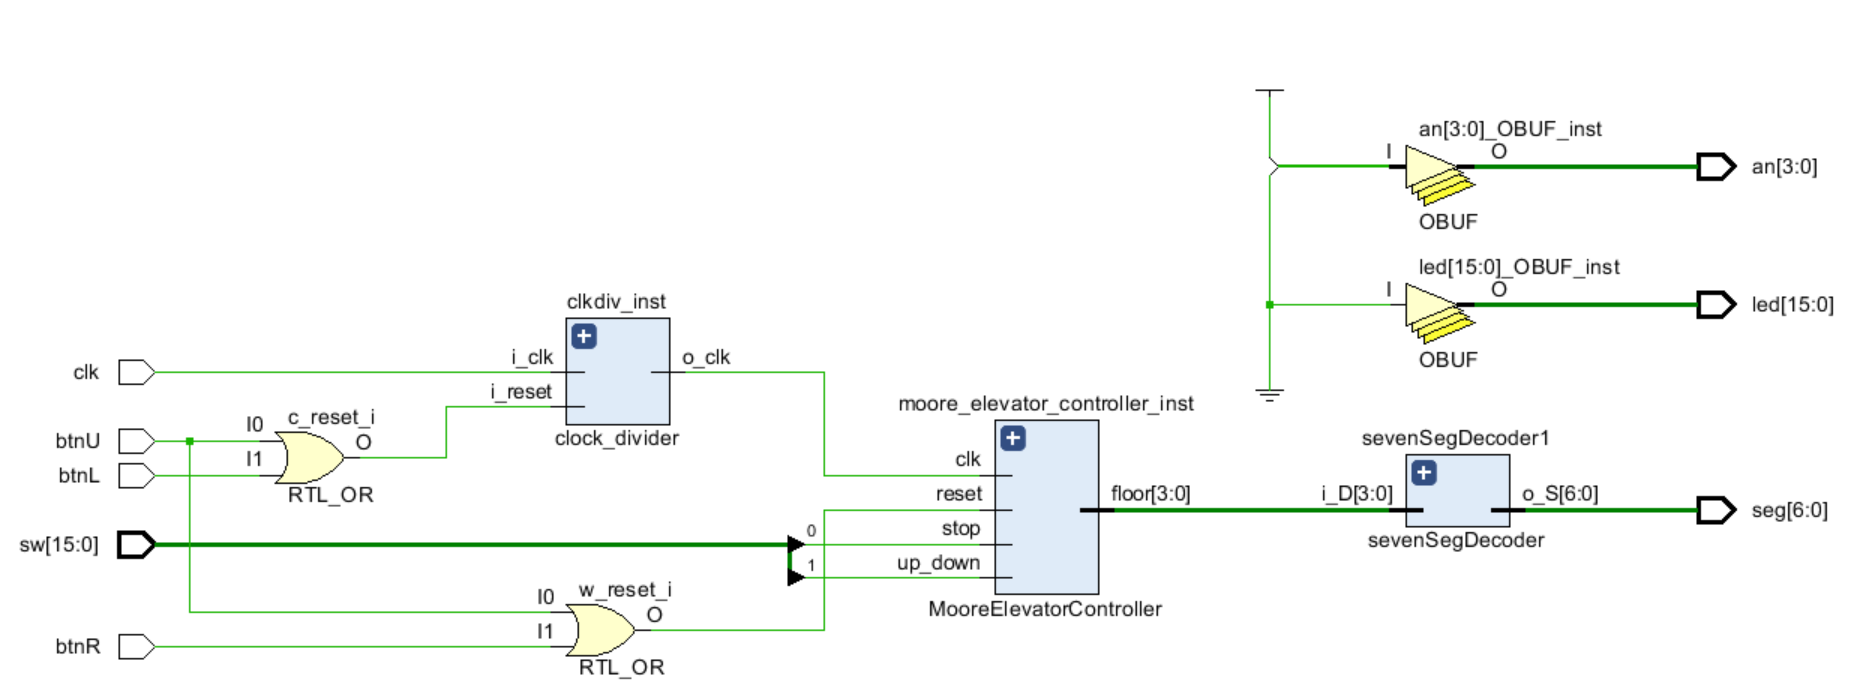 an[3:0]_OBUF_inst
I
O
an[3:0]
OBUF
led[15:0]_OBUF_inst
I
O
led[15:0]
OBUF
clkdiv_inst
clk
i_clk
o_clk
i_reset
clock_divider
btnU
I0
c_reset_i
O
btnL
I1
RTL_OR
moore_elevator_controller_inst
clk
reset
stop
up_down
floor[3:0]
MooreElevatorController
sevenSegDecoder1
i_D[3:0]
o_S[6:0]
seg[6:0]
sevenSegDecoder
sw[15:0]
0
1
w_reset_i
I0
O
btnR
I1
RTL_OR